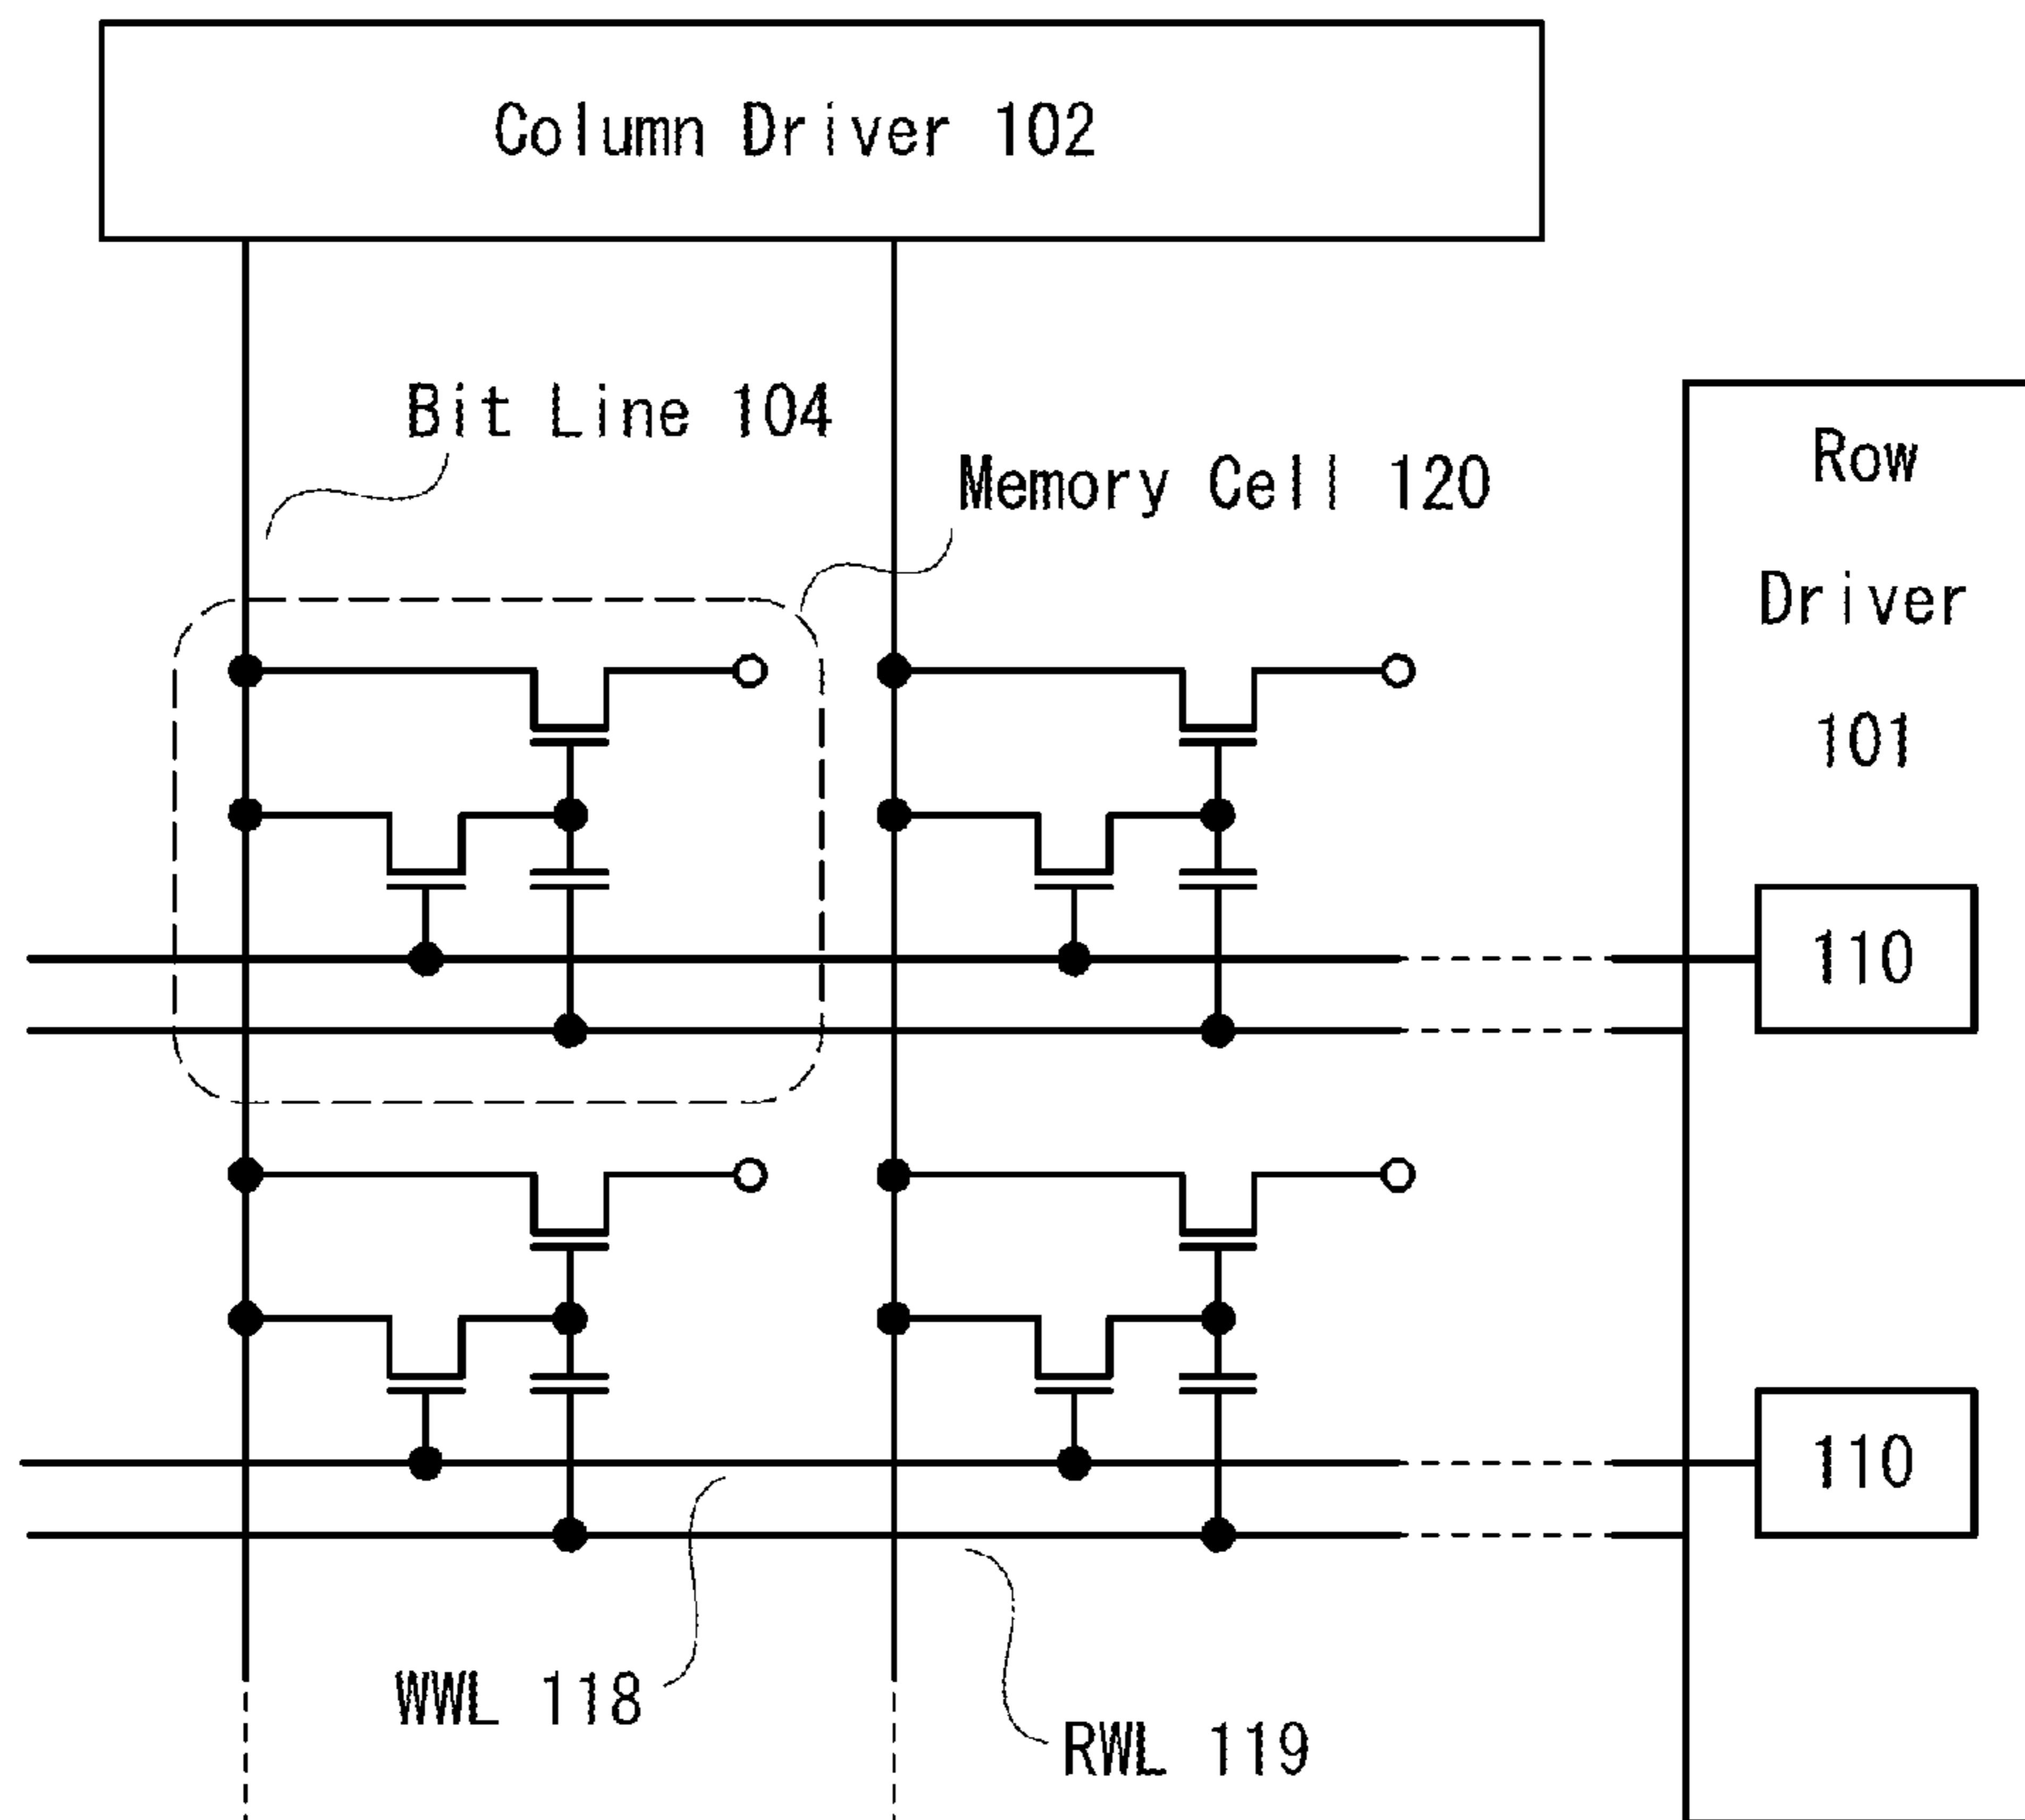 Column Driver 102
Bit Line 104
Memory Cell 120
Row
Driver
101
110
110
WWL 118
RWL 119